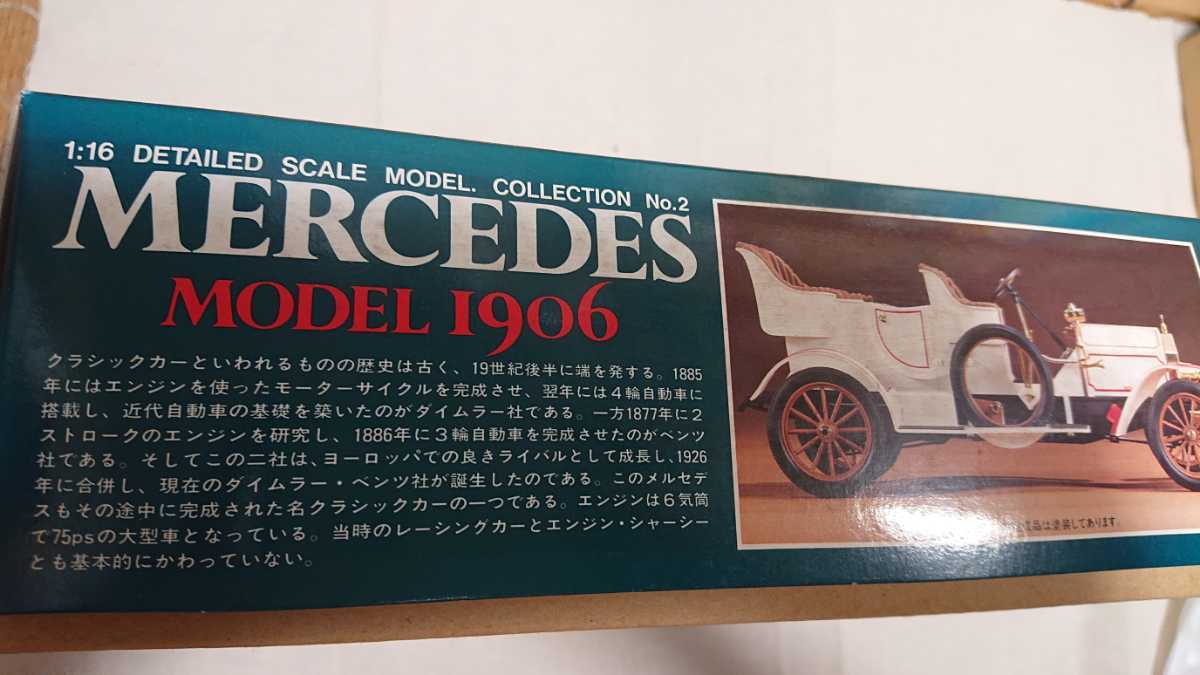 1:16 DETAILED SCALE MODEL. COLLECTION No.2
MERCEDES
MODEL 1906
クラシックカーといわれるものの歴史は古く、19世紀後半に端を発する。1885
年にはエンジンを使ったモーターサイクルを完成させ、翌年には4輪自動車に
搭載し、近代自動車の基礎を築いたのがダイムラー社である。一方1877年に2
ストロークのエンジンを研究し、1886年に3輪自動車を完成させたのがベンツ
社である。そしてこの二社は、ヨーロッパでの良きライバルとして成長し、1926
年に合併し、現在のダイムラー・ベンツ社が誕生したのである。このメルセデ
スもその途中に完成された名クラシックカーの一つである。エンジンは6気筒
で75psの大型車となっている。当時のレーシングカーとエンジン・シャーシー
とも基本的にかわっていない。
品は塗装してあります。